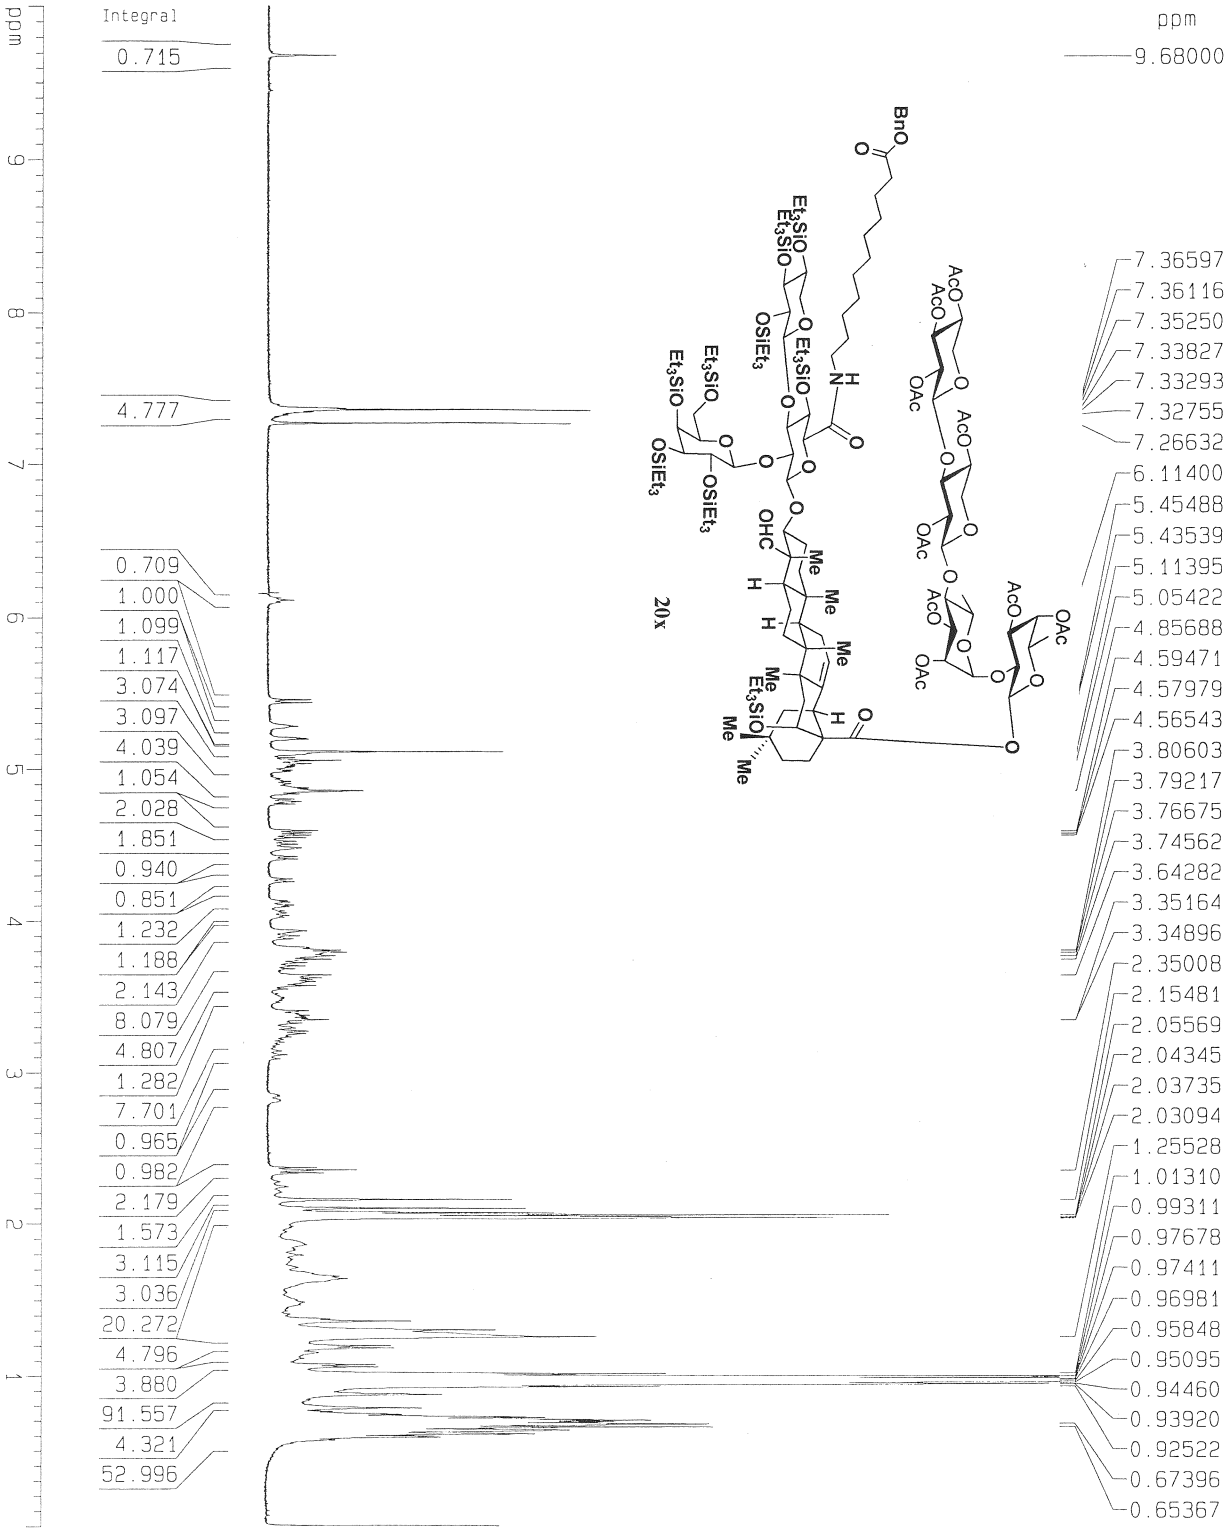 Integral
ppm
0.715
4.777
0.709
1.000
1.099
1.117
3.074
3.097
4.039
1.054
2.028
1.851
0.940
0.851
1.232
1.188
2.143
8.079
4.807
1.282
7.701
0.965
0.982
2.179
1.573
3.115
3.036
20.272
4.796
3.880
91.557
4.321
52.996
ppm
9
8
7
6
5
4
3
2
1
BnO
O
H
N
O
Et3SiO
Et3SiO
O
Et3SiO
OSiEt3
O
O
Et3SiO
Et3SiO
O
O
O
OSiEt3
OSiEt3
OHC
Me
Me
H
H
Me
Me
Et3SiO
H
O
Me
Me
AcO
AcO
O
OAc
O
AcO
O
OAc
O
AcO
O
OAc
O
AcO
OAc
O
O
20x
9.68000
7.36597
7.36116
7.35250
7.33827
7.33293
7.32755
7.26632
6.11400
5.45488
5.43539
5.11395
5.05422
4.85688
4.59471
4.57979
4.56543
3.80603
3.79217
3.76675
3.74562
3.64282
3.35164
3.34896
2.35008
2.15481
2.05569
2.04345
2.03735
2.03094
1.25528
1.01310
0.99311
0.97678
0.97411
0.96981
0.95848
0.95095
0.94460
0.93920
0.92522
0.67396
0.65367